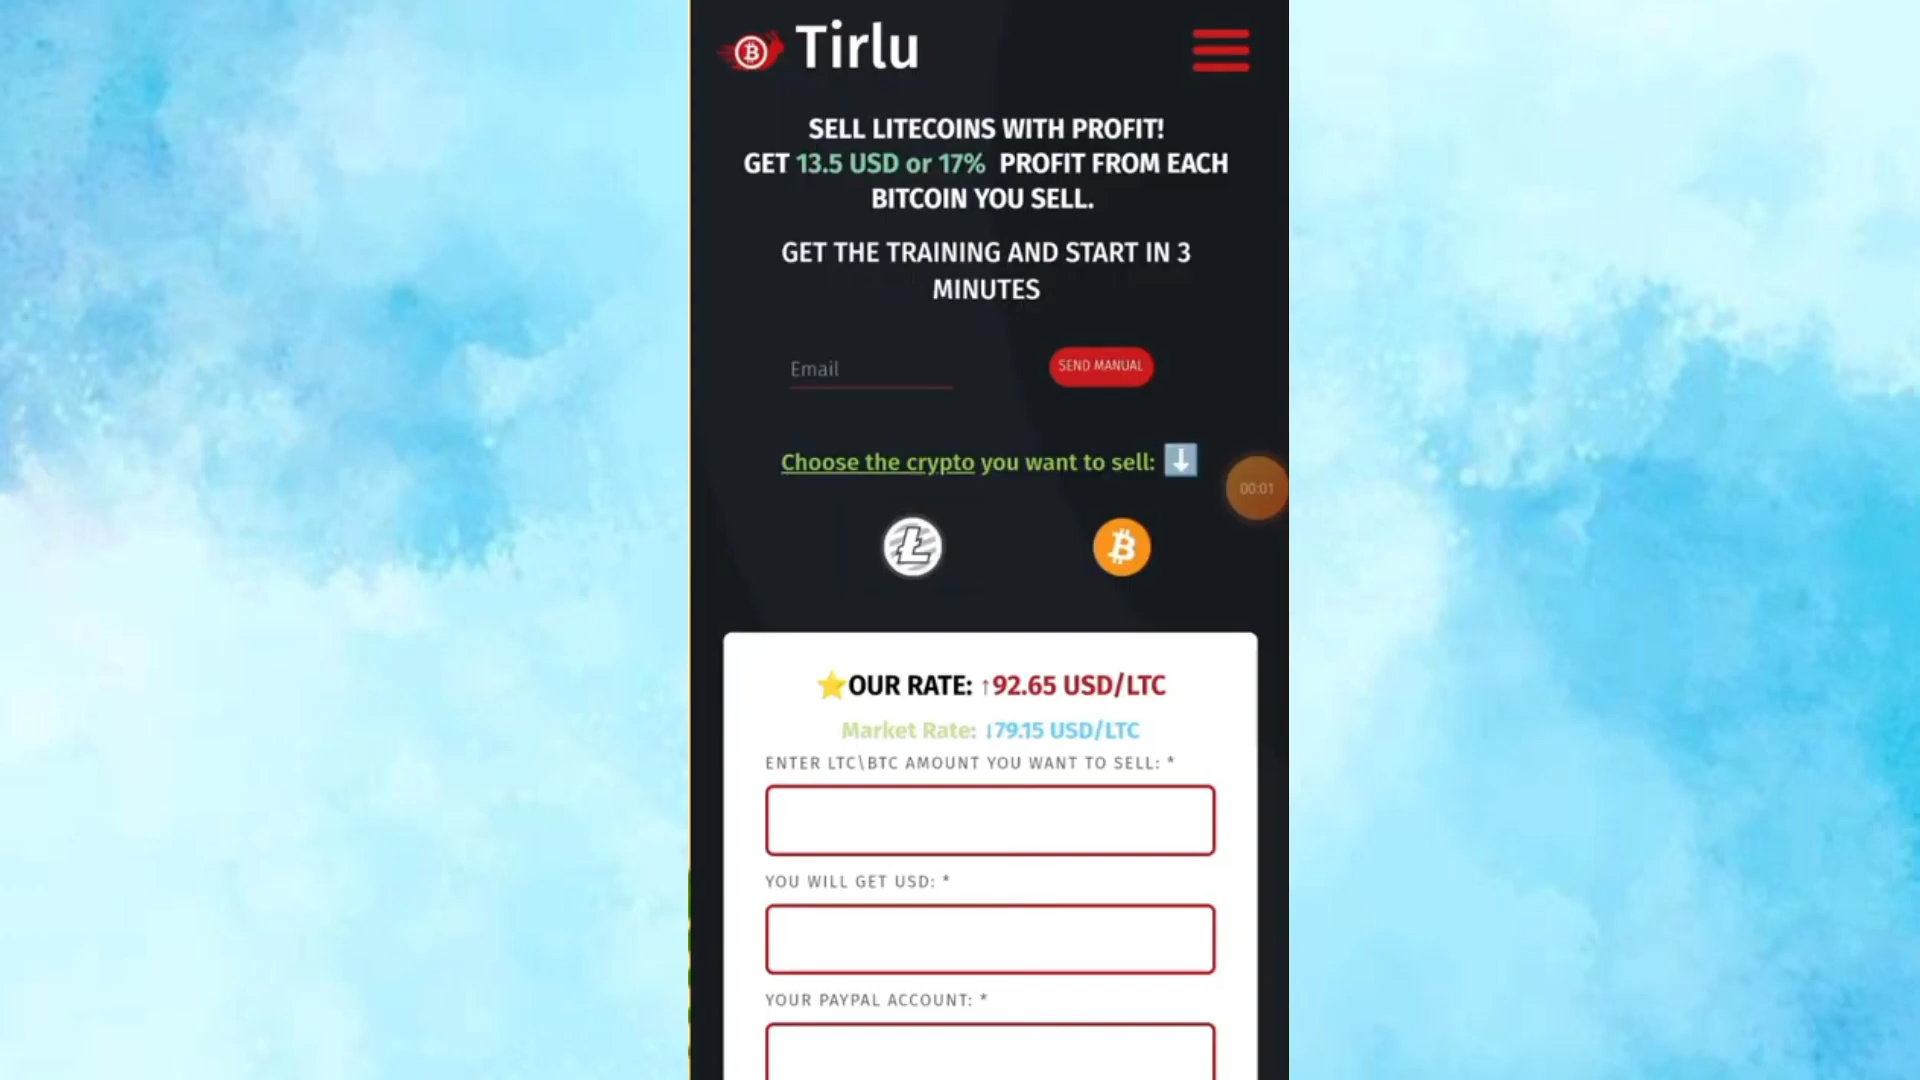 Tirlu
SELL LITECOINS WITH PROFIT!
GET 13.5 USD or 17% PROFIT FROM EACH
BITCOIN YOU SELL.
GET THE TRAINING AND START IN 3
MINUTES
Email
SEND MANUAL
Choose the crypto you want to sell: ⬇️
00:01
⭐OUR RATE: ↑92.65 USD/LTC
Market Rate: ↓79.15 USD/LTC
ENTER LTC\BTC AMOUNT YOU WANT TO SELL: *
YOU WILL GET USD: *
YOUR PAYPAL ACCOUNT: *